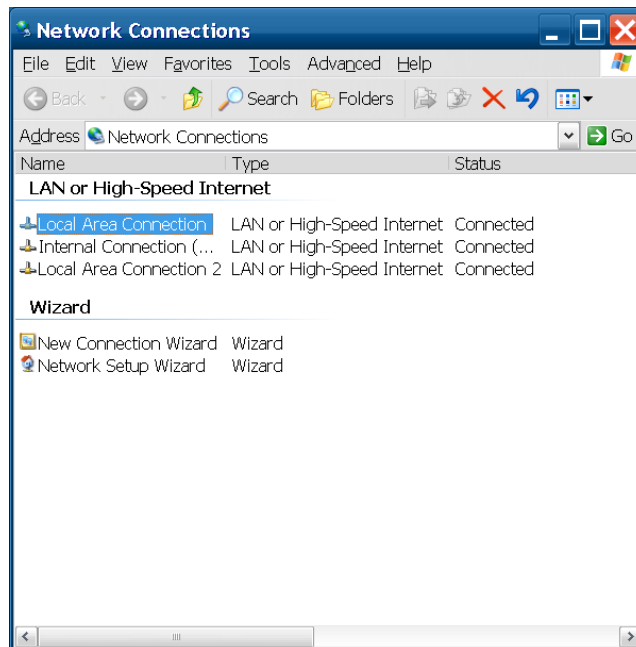 Network Connections
File Edit View Favorites Tools Advanced Help
Back Search Folders
Address Network Connections Go
Name Type Status
LAN or High-Speed Internet
Local Area Connection LAN or High-Speed Internet Connected
Internal Connection (... LAN or High-Speed Internet Connected
Local Area Connection 2 LAN or High-Speed Internet Connected
Wizard
New Connection Wizard Wizard
Network Setup Wizard Wizard